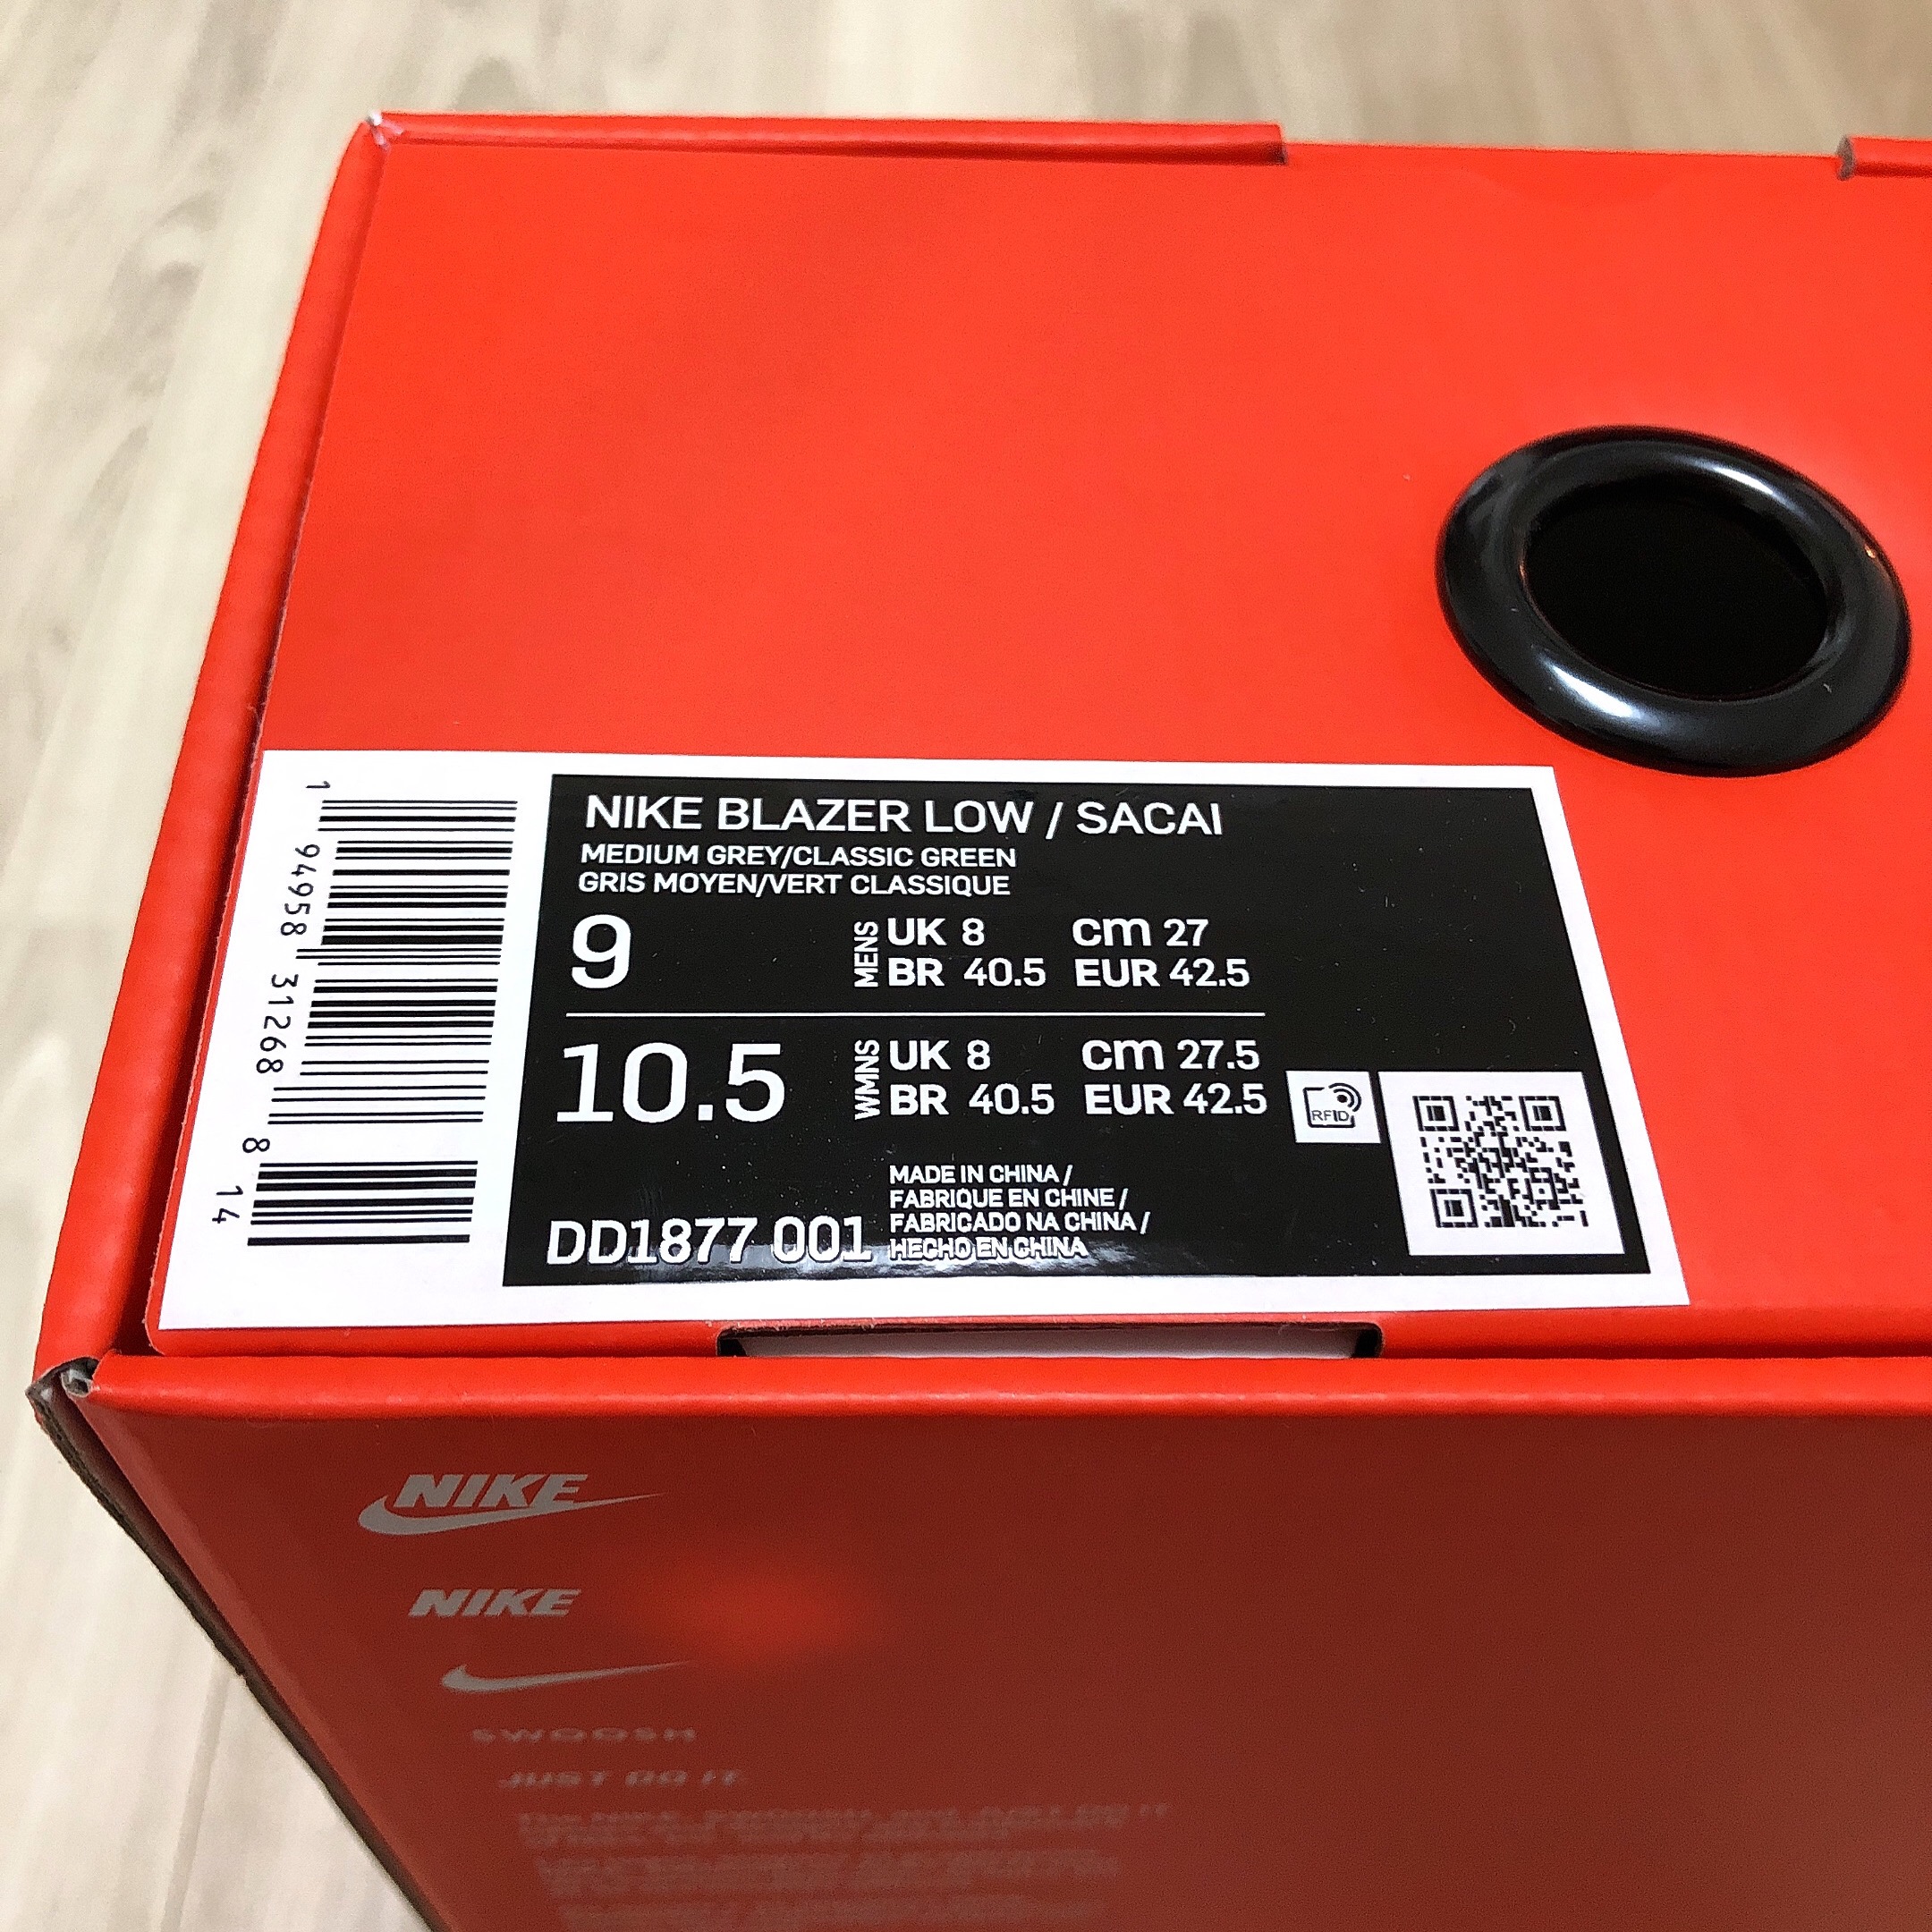 1 94958 31268 8 14
NIKE BLAZER LOW / SACAI
MEDIUM GREY/CLASSIC GREEN
GRIS MOYEN/VERT CLASSIQUE
9 MENS UK 8 cm 27
BR 40.5 EUR 42.5
10.5 WMNS UK 8 cm 27.5
BR 40.5 EUR 42.5
RFID
MADE IN CHINA /
FABRIQUE EN CHINE /
FABRICADO NA CHINA /
HECHO EN CHINA
DD1877 001
NIKE
NIKE
SWOOSH
JUST DO IT